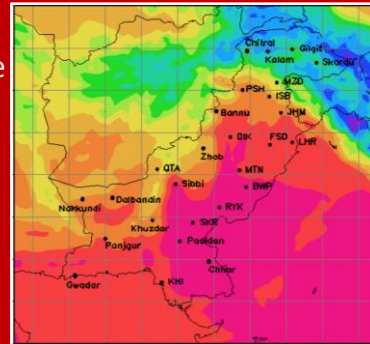 Chitral
Gilgit
Kalam
Skardu
MZD
PSH
ISB
Bannu
JHM
DIK
FSD
LHR
Zhob
QTA
MTN
Sibbi
BWP
Nokkundi
Dalbandin
RYK
Khuzdar
SKR
Panjgur
Padidan
Chhor
Gwadar
KHI